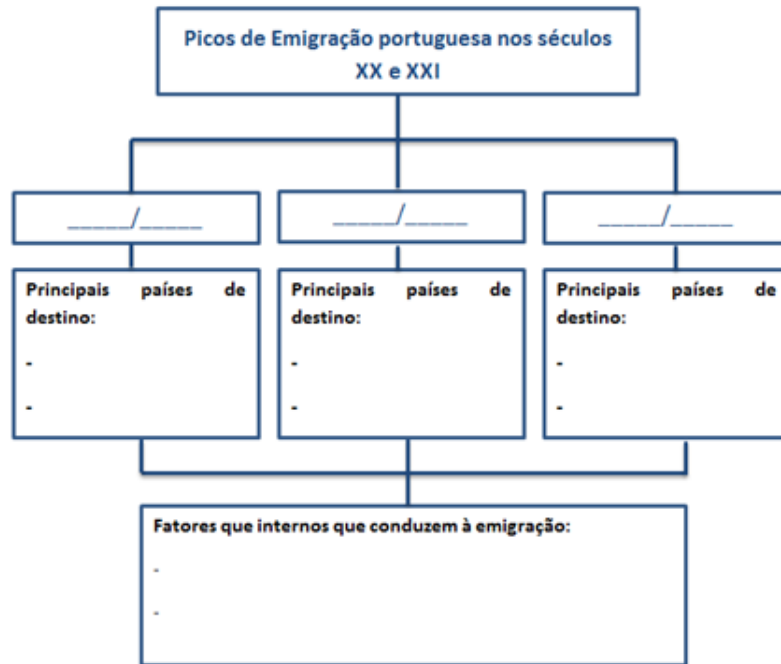 Picos de Emigração portuguesa nos séculos
XX e XXI
_____/_____
_____/_____
_____/_____
Principais países de
destino:
-
-
Principais países de
destino:
-
-
Principais países de
destino:
-
-
Fatores que internos que conduzem à emigração:
-
-